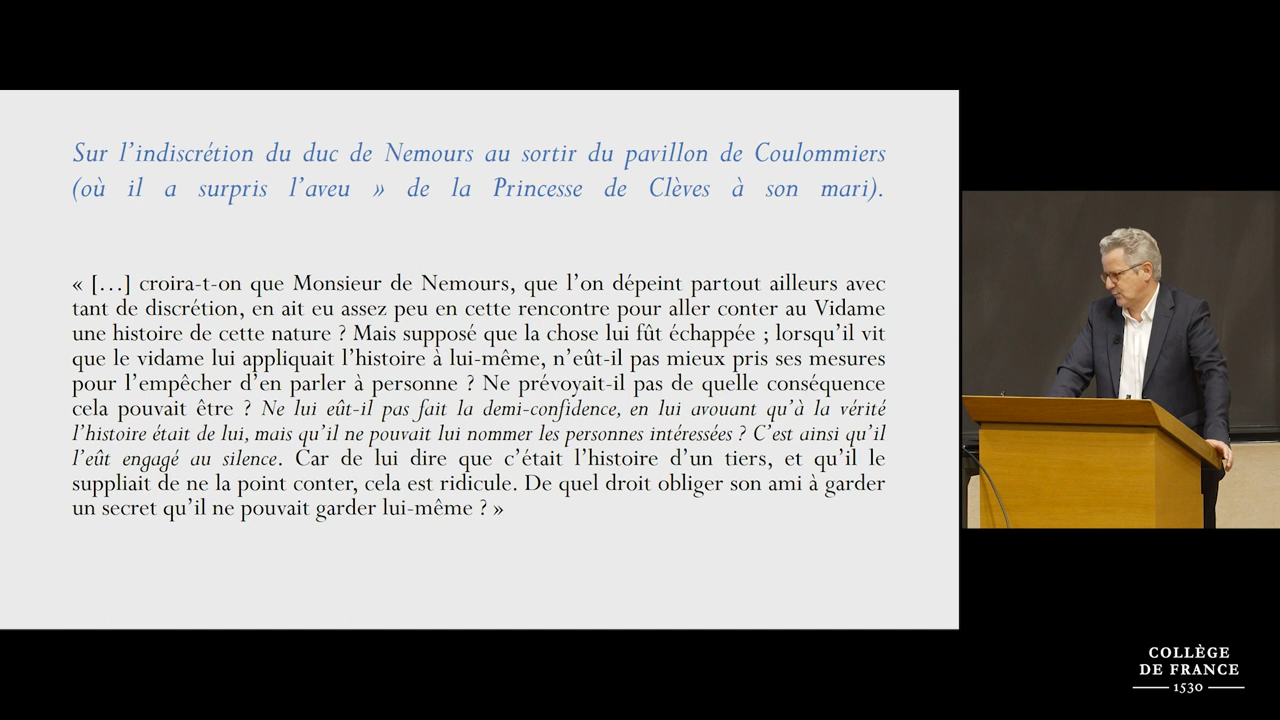 Sur l’indiscrétion du duc de Nemours au sortir du pavillon de Coulommiers
(où il a surpris l’aveu » de la Princesse de Clèves à son mari).
« […] croira-t-on que Monsieur de Nemours, que l’on dépeint partout ailleurs avec
tant de discrétion, en ait eu assez peu en cette rencontre pour aller conter au Vidame
une histoire de cette nature ? Mais supposé que la chose lui fût échappée ; lorsqu’il vit
que le vidame lui appliquait l’histoire à lui-même, n’eût-il pas mieux pris ses mesures
pour l’empêcher d’en parler à personne ? Ne prévoyait-il pas de quelle conséquence
cela pouvait être ? Ne lui eût-il pas fait la demi-confidence, en lui avouant qu’à la vérité
l’histoire était de lui, mais qu’il ne pouvait lui nommer les personnes intéressées ? C’est ainsi qu’il
l’eût engagé au silence. Car de lui dire que c’était l’histoire d’un tiers, et qu’il le
suppliait de ne la point conter, cela est ridicule. De quel droit obliger son ami à garder
un secret qu’il ne pouvait garder lui-même ? »
COLLÈGE
DE FRANCE
1530